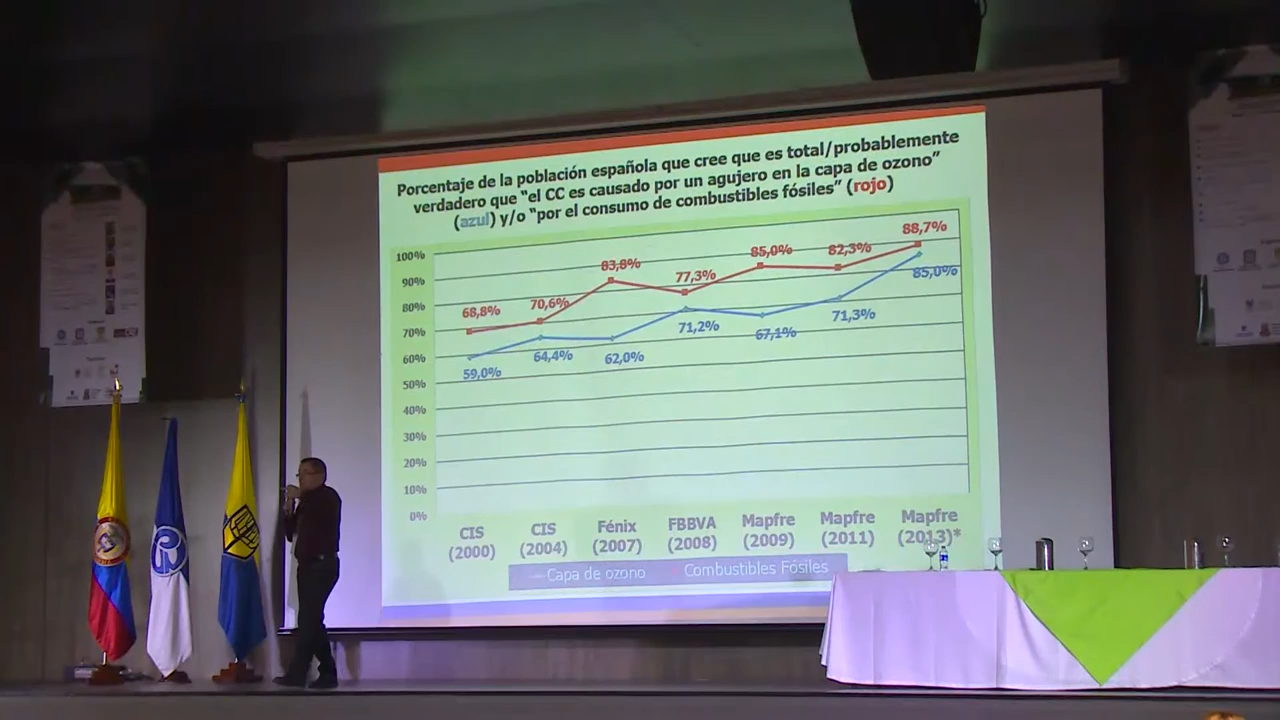 Porcentaje de la población española que cree que es total/probablemente
verdadero que "el CC es causado por un agujero en la capa de ozono"
(azul) y/o "por el consumo de combustibles fósiles" (rojo)
100%
90%
80%
70%
60%
50%
40%
30%
20%
10%
0%
68,8%
70,6%
83,8%
77,3%
85,0%
82,3%
88,7%
59,0%
64,4%
62,0%
71,2%
67,1%
71,3%
85,0%
CIS
(2000)
CIS
(2004)
Fénix
(2007)
FBBVA
(2008)
Mapfre
(2009)
Mapfre
(2011)
Mapfre
(2013)*
Capa de ozono
Combustibles Fósiles